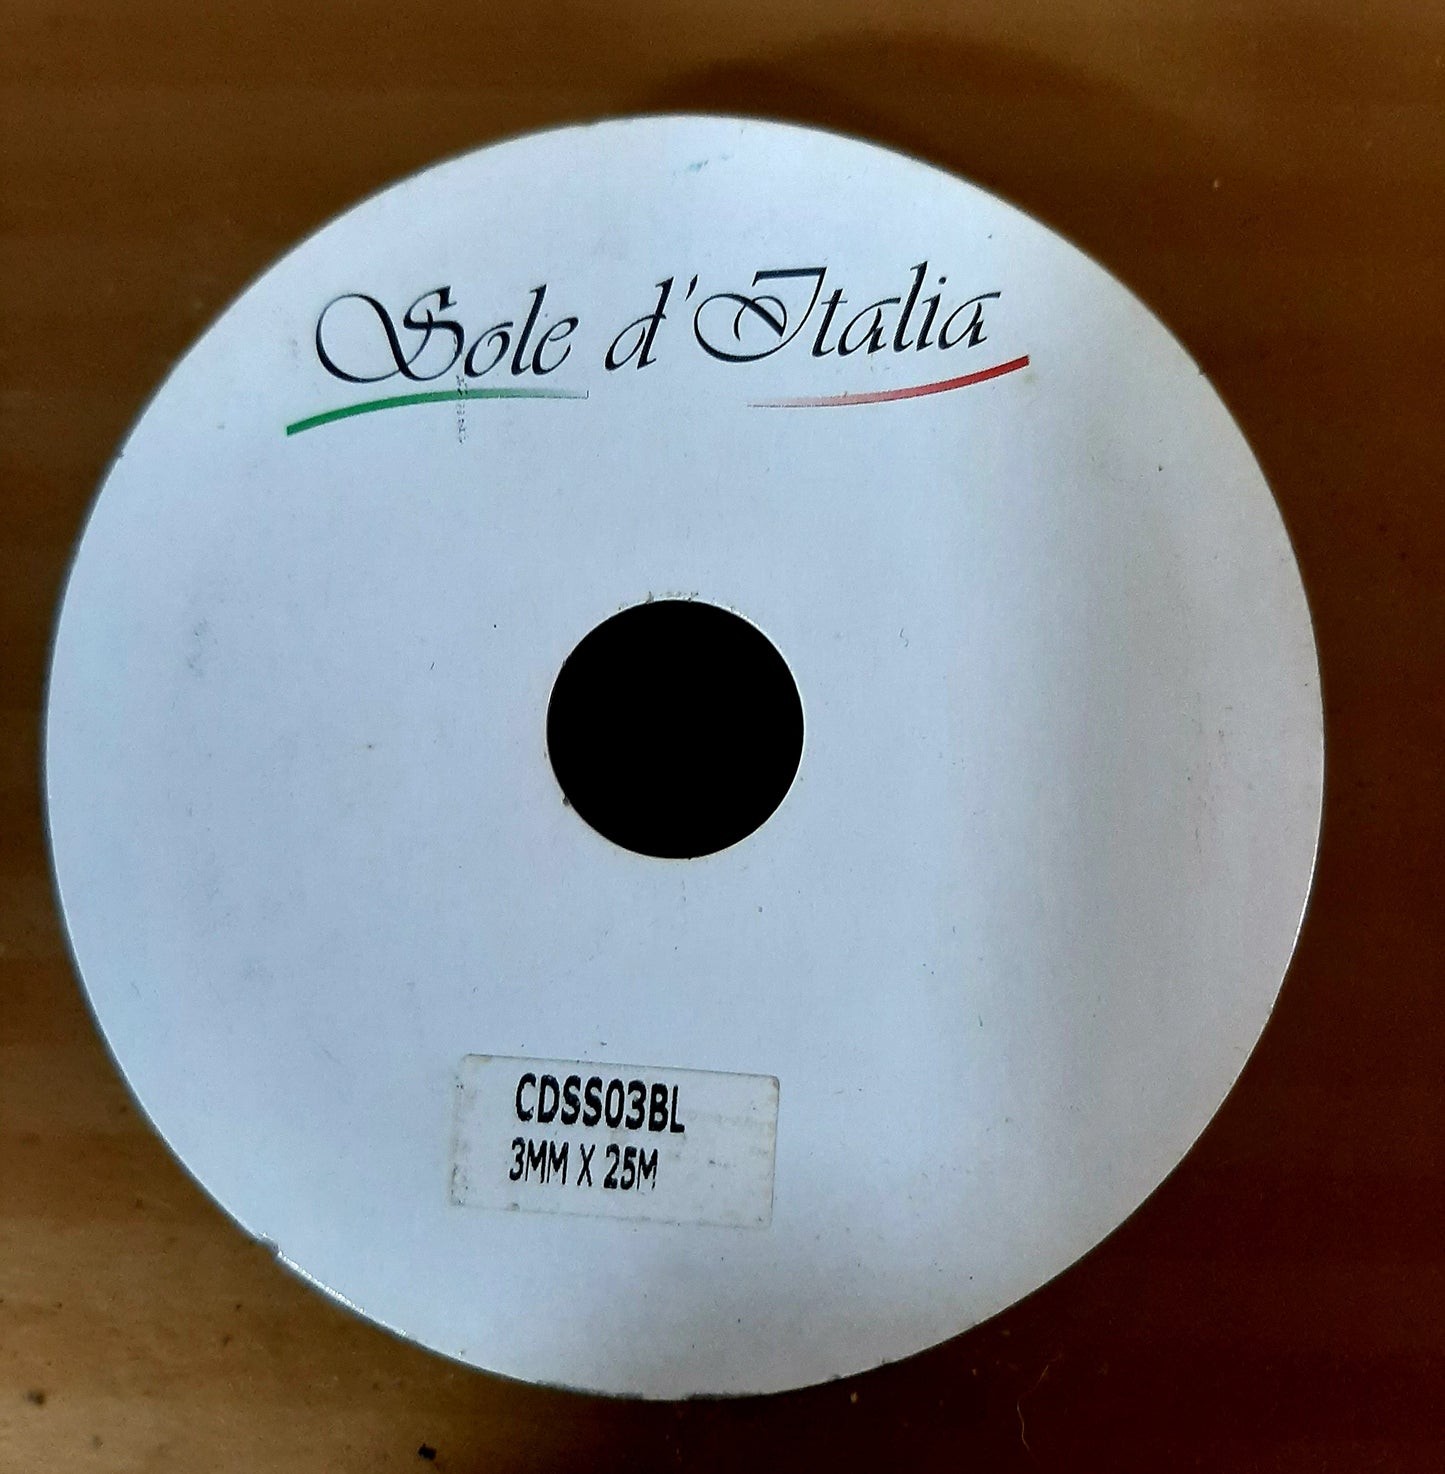 Sole d'Italia
CDSS03BL
3MM X 25M